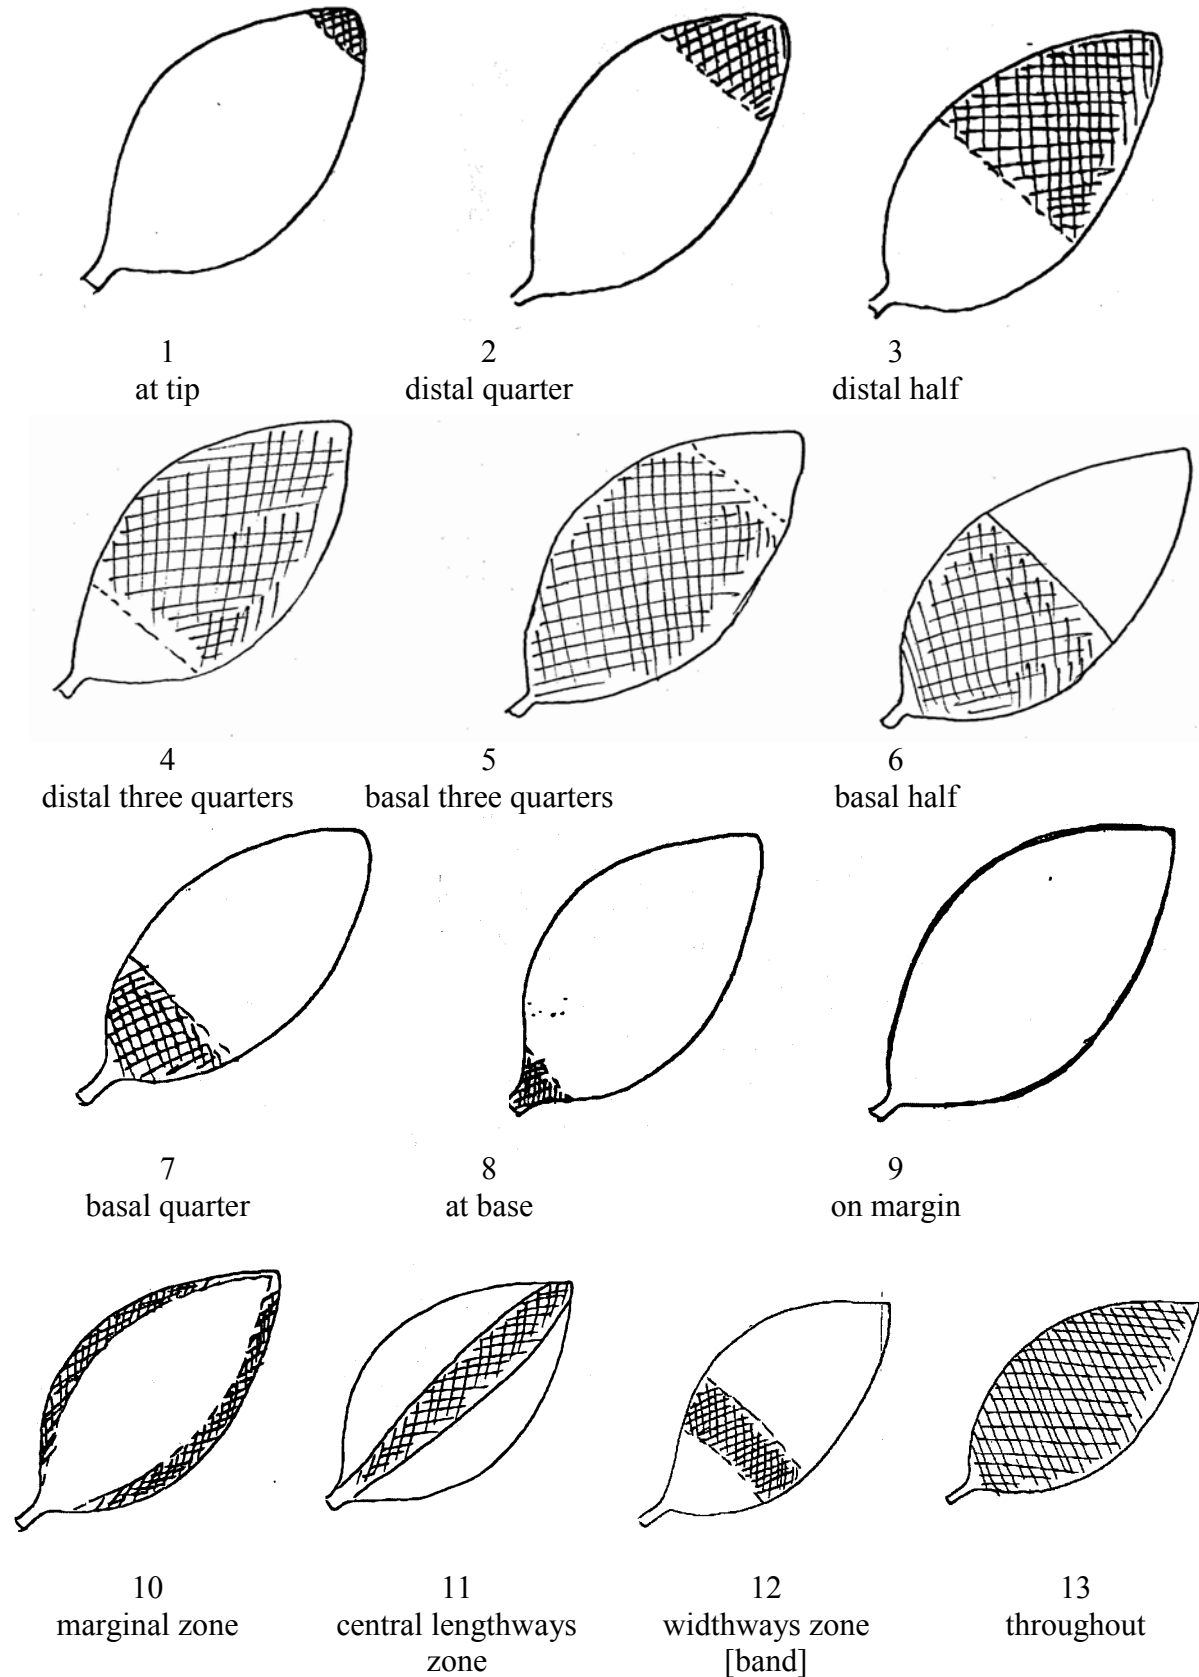 1
at tip
2
distal quarter
3
distal half
4
distal three quarters
5
basal three quarters
6
basal half
7
basal quarter
8
at base
9
on margin
10
marginal zone
11
central lengthways
zone
12
widthways zone
[band]
13
throughout